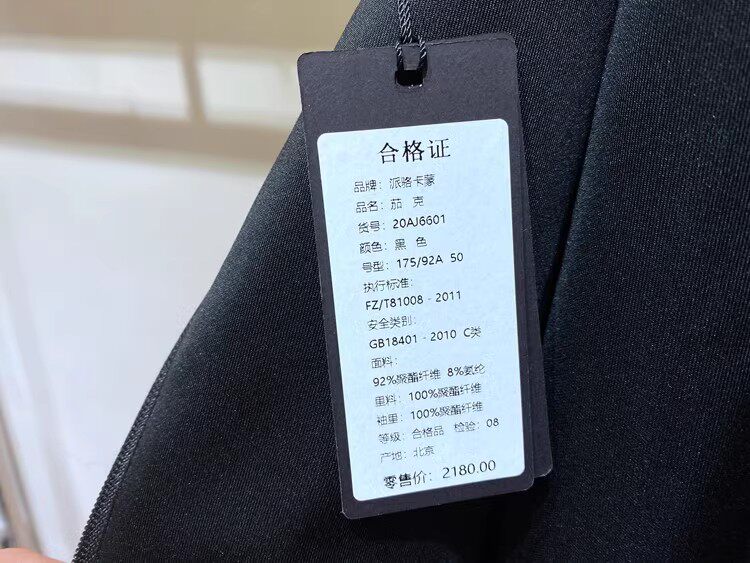 合格证
品牌：派骆卡蒙
品名：茄 克
货号：20AJ6601
颜色：黑 色
号型：175/92A 50
执行标准：
FZ/T81008 - 2011
安全类别：
GB18401 - 2010 C类
面料：
92%聚酯纤维 8%氨纶
里料：100%聚酯纤维
袖里：100%聚酯纤维
等级：合格品 检验：08
产地：北京
零售价：2180.00